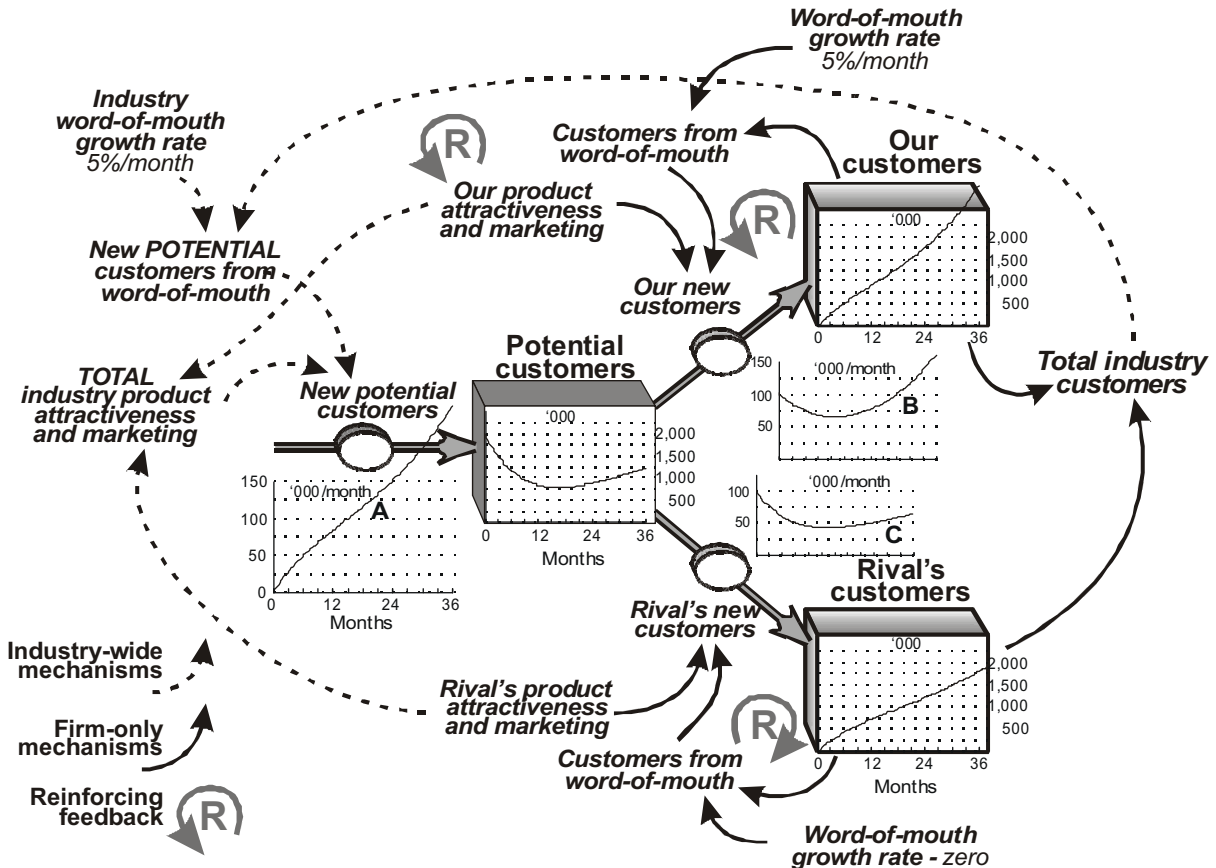 Word-of-mouth
growth rate
5%/month
Industry
word-of-mouth
growth rate
5%/month
Customers from
word-of-mouth
Our
customers
R
Our product
attractiveness
and marketing
R
'000
2,000
1,500
1,000
500
0 12 24 36
New POTENTIAL
customers from
word-of-mouth
Our new
customers
Potential
customers
'000
2,000
1,500
1,000
500
0 12 24 36
Months
150
100
50
'000/month
B
Total industry
customers
TOTAL
industry product
attractiveness
and marketing
New potential
customers
150
100
50
0
'000/month
A
0 12 24 36
Months
100
50
'000/month
C
Rival's
customers
'000
2,000
1,500
1,000
500
0 12 24 36
Months
Rival's new
customers
Industry-wide
mechanisms
Rival's product
attractiveness
and marketing
R
Firm-only
mechanisms
Customers from
word-of-mouth
Reinforcing
feedback
R
Word-of-mouth
growth rate - zero